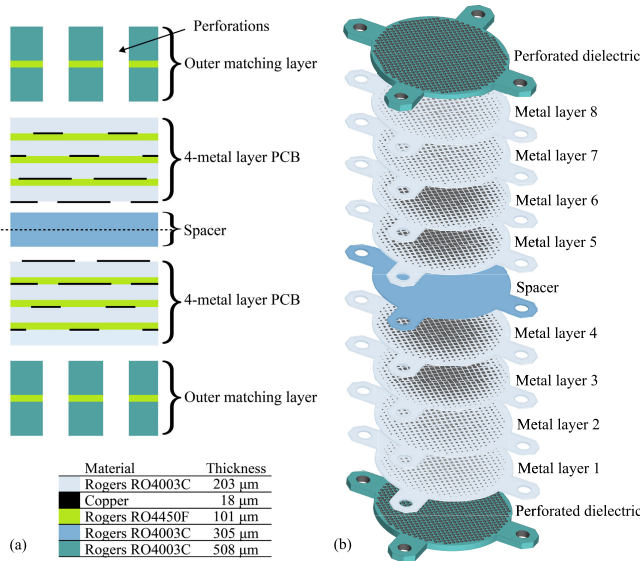 Perforations
Outer matching layer
4-metal layer PCB
Spacer
4-metal layer PCB
Outer matching layer
Material Thickness
Rogers RO4003C 203 μm
Copper 18 μm
Rogers RO4450F 101 μm
Rogers RO4003C 305 μm
Rogers RO4003C 508 μm
(a)
Perforated dielectric
Metal layer 8
Metal layer 7
Metal layer 6
Metal layer 5
Spacer
Metal layer 4
Metal layer 3
Metal layer 2
Metal layer 1
Perforated dielectric
(b)